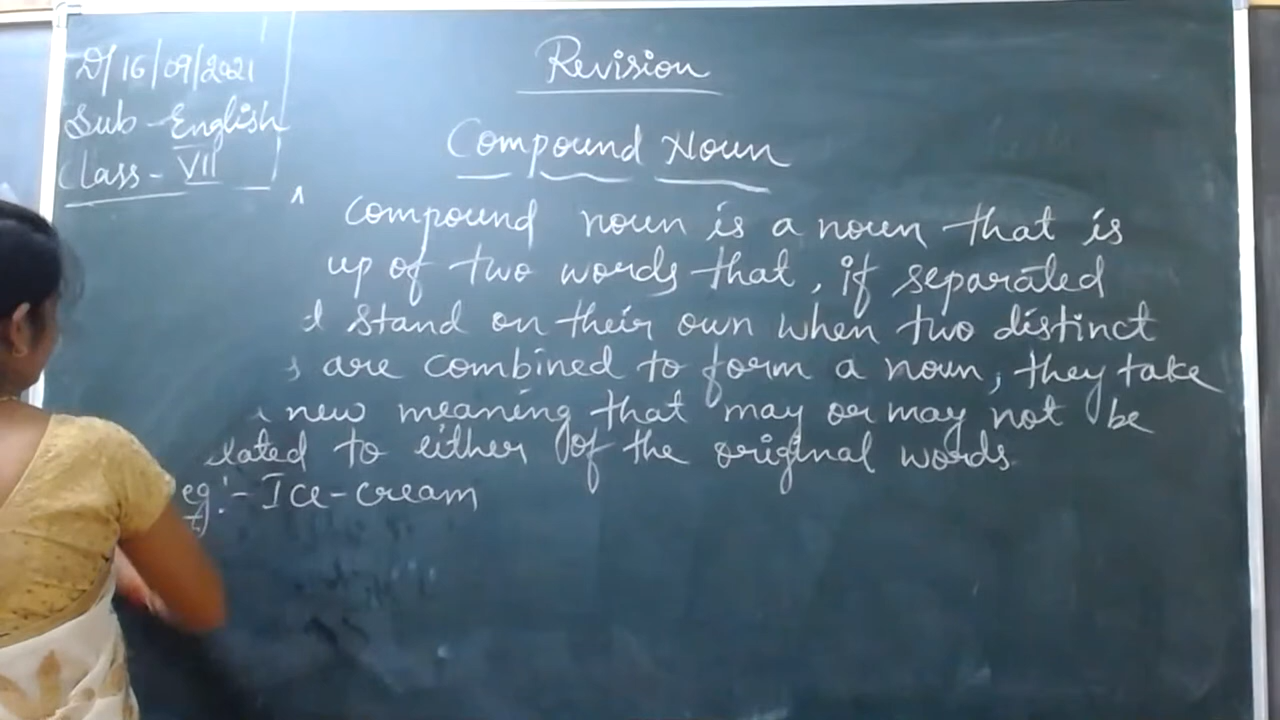 D/ 16/09/2021
Sub - English
Class - VII
Revision
Compound Noun
compound noun is a noun that is
up of two words that, if separated
stand on their own when two distinct
are combined to form a noun, they take
new meaning that may or may not be
lated to either of the original words.
eg:- Ice-cream